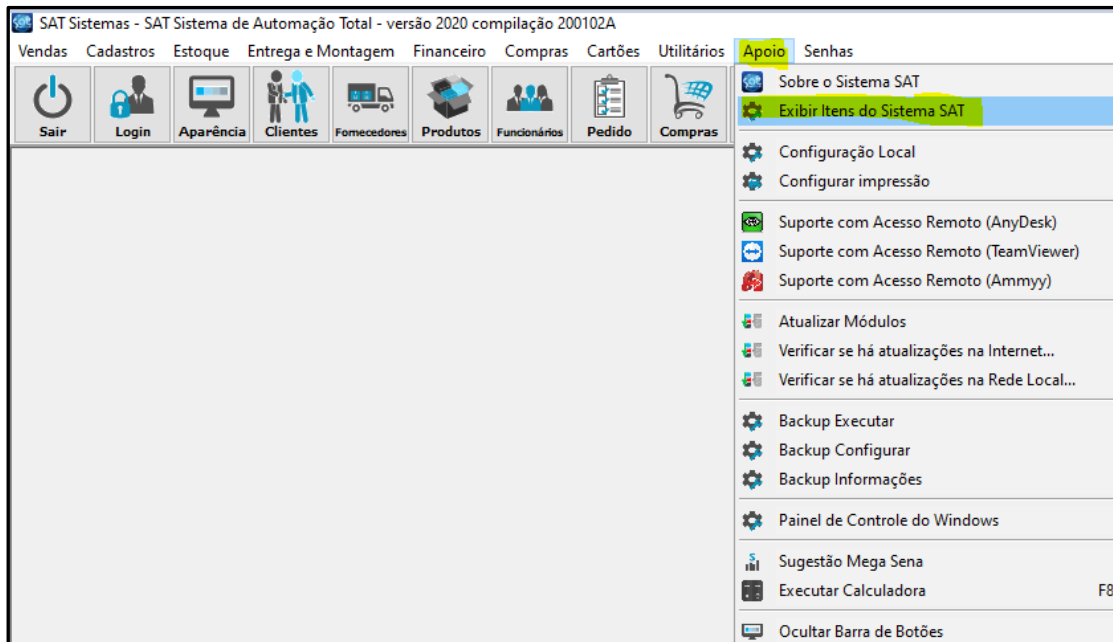 SAT Sistemas - SAT Sistema de Automação Total - versão 2020 compilação 200102A
Vendas Cadastros Estoque Entrega e Montagem Financeiro Compras Cartões Utilitários Apoio Senhas
Sair Login Aparência Clientes Fornecedores Produtos Funcionários Pedido Compras
Sobre o Sistema SAT
Exibir Itens do Sistema SAT
Configuração Local
Configurar impressão
Suporte com Acesso Remoto (AnyDesk)
Suporte com Acesso Remoto (TeamViewer)
Suporte com Acesso Remoto (Ammyy)
Atualizar Módulos
Verificar se há atualizações na Internet...
Verificar se há atualizações na Rede Local...
Backup Executar
Backup Configurar
Backup Informações
Painel de Controle do Windows
Sugestão Mega Sena
Executar Calculadora F8
Ocultar Barra de Botões